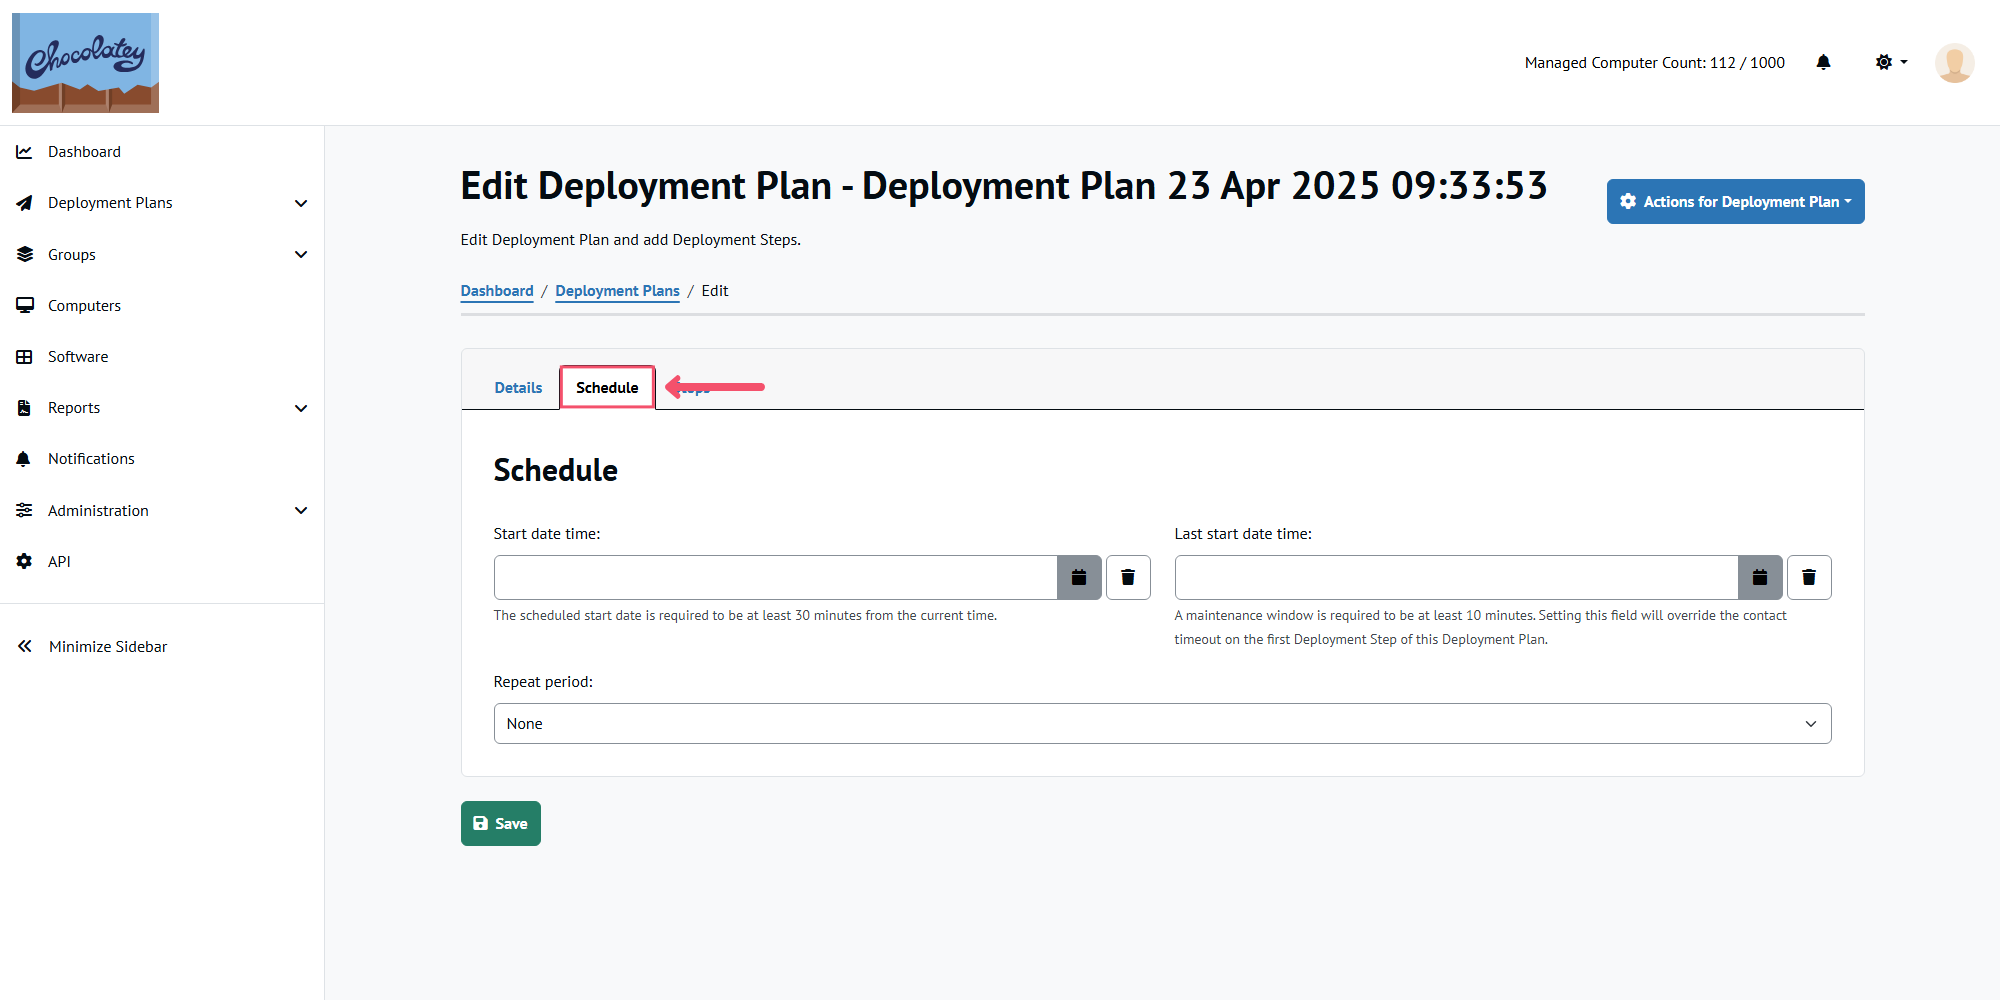 Chocolatey
Managed Computer Count: 112 / 1000
Dashboard
Deployment Plans
Groups
Computers
Software
Reports
Notifications
Administration
API
Minimize Sidebar
Edit Deployment Plan - Deployment Plan 23 Apr 2025 09:33:53
Actions for Deployment Plan
Edit Deployment Plan and add Deployment Steps.
Dashboard / Deployment Plans / Edit
Details Schedule
Schedule
Start date time:
The scheduled start date is required to be at least 30 minutes from the current time.
Last start date time:
A maintenance window is required to be at least 10 minutes. Setting this field will override the contact
timeout on the first Deployment Step of this Deployment Plan.
Repeat period:
None
Save